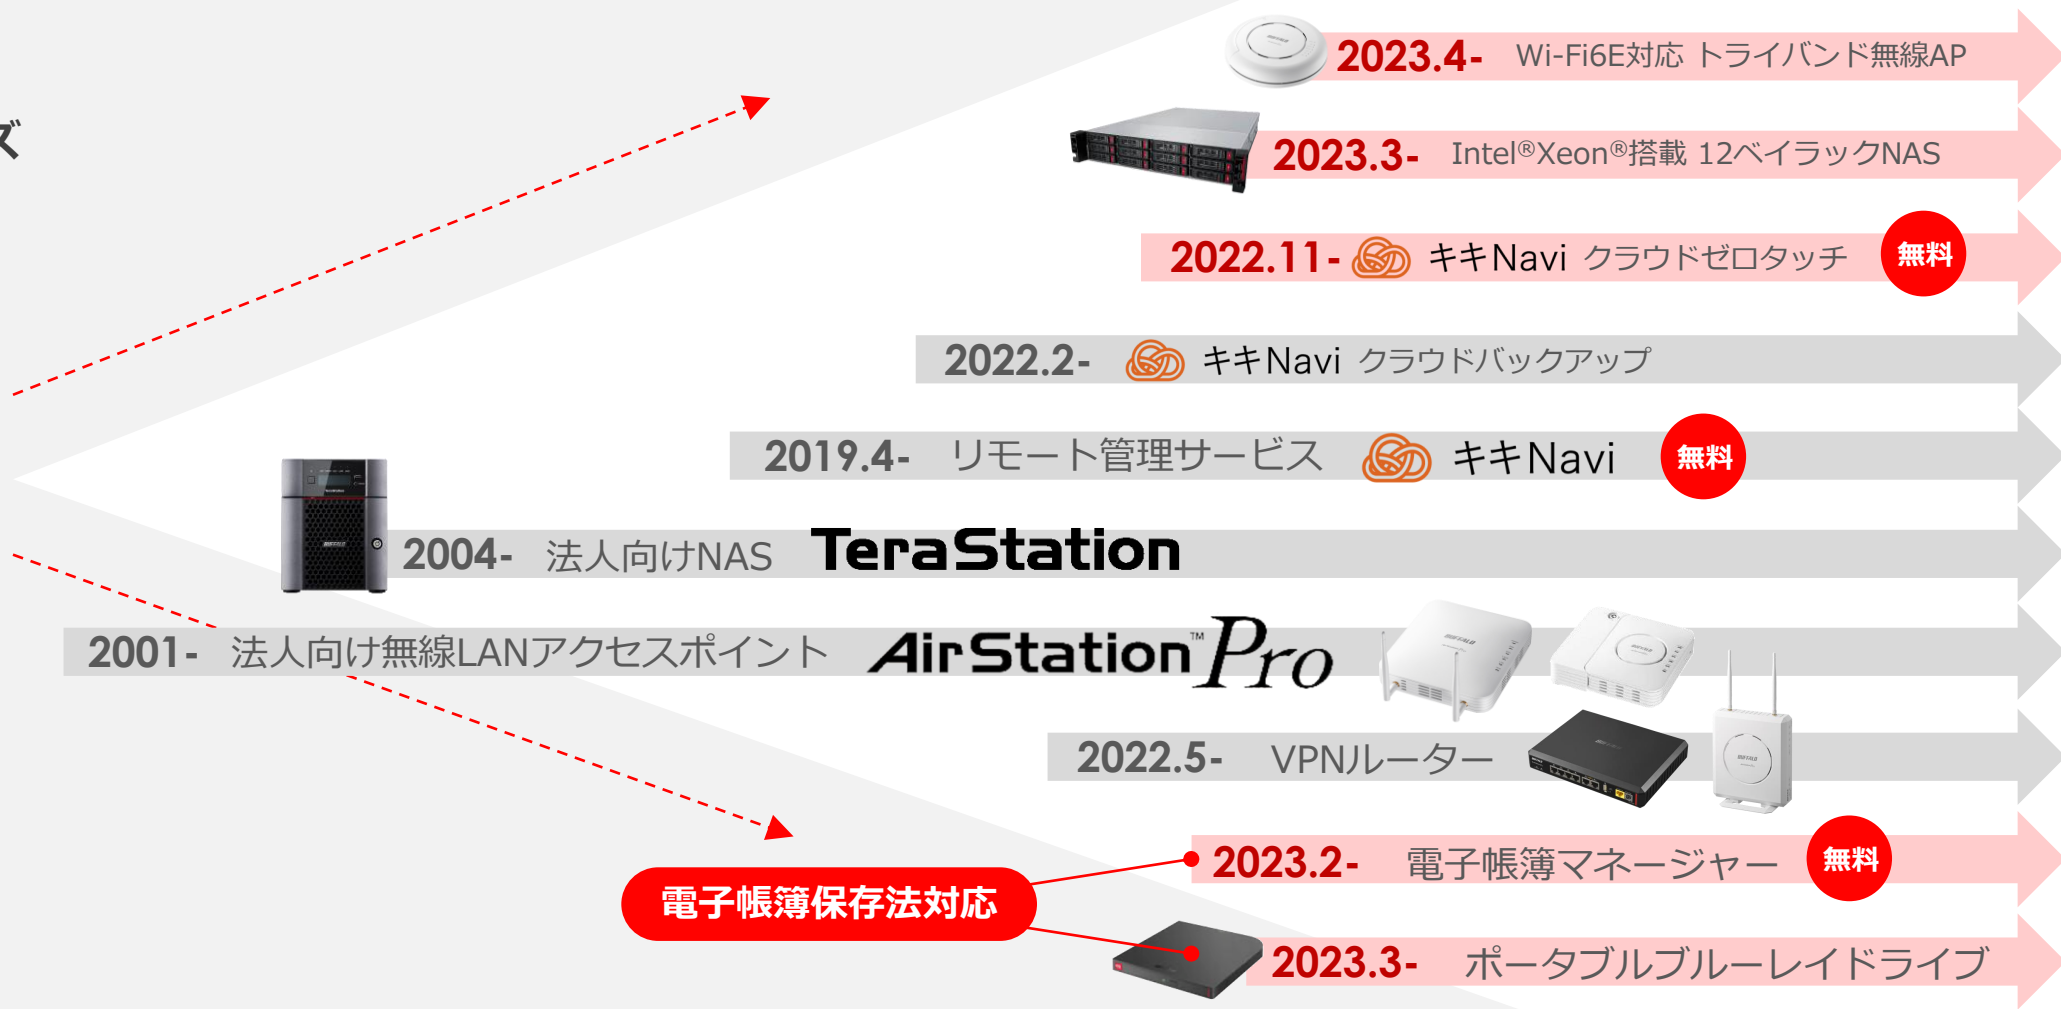 2023.4- Wi-Fi6E対応 トライバンド無線AP
ズ
2023.3- Intel®Xeon®搭載 12ベイラックNAS
2022.11- キキNavi クラウドゼロタッチ 無料
2022.2- キキNavi クラウドバックアップ
2019.4- リモート管理サービス キキNavi 無料
2004- 法人向けNAS TeraStation
2001- 法人向け無線LANアクセスポイント AirStation™ Pro
2022.5- VPNルーター
2023.2- 電子帳簿マネージャー 無料
電子帳簿保存法対応
2023.3- ポータブルブルーレイドライブ